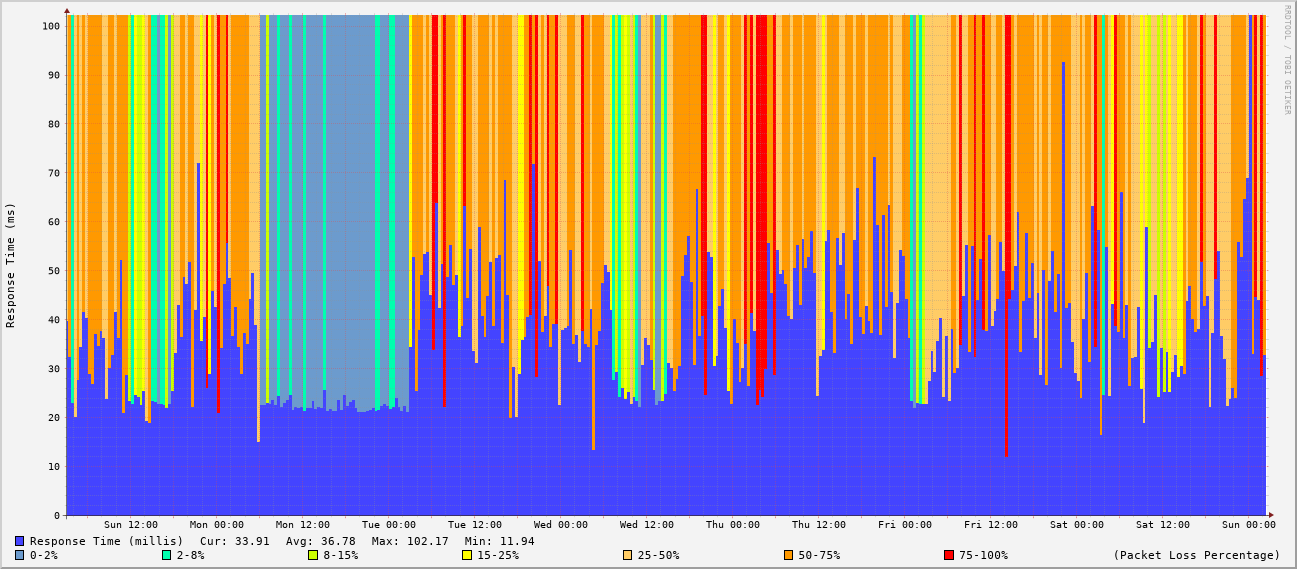 RRDTOOL / TOBI OETIKER
Response Time (ms)
100
90
80
70
60
50
40
30
20
10
0
Sun 12:00 Mon 00:00 Mon 12:00 Tue 00:00 Tue 12:00 Wed 00:00 Wed 12:00 Thu 00:00 Thu 12:00 Fri 00:00 Fri 12:00 Sat 00:00 Sat 12:00 Sun 00:00
Response Time (millis) Cur: 33.91 Avg: 36.78 Max: 102.17 Min: 11.94
0-2% 2-8% 8-15% 15-25% 25-50% 50-75% 75-100% (Packet Loss Percentage)